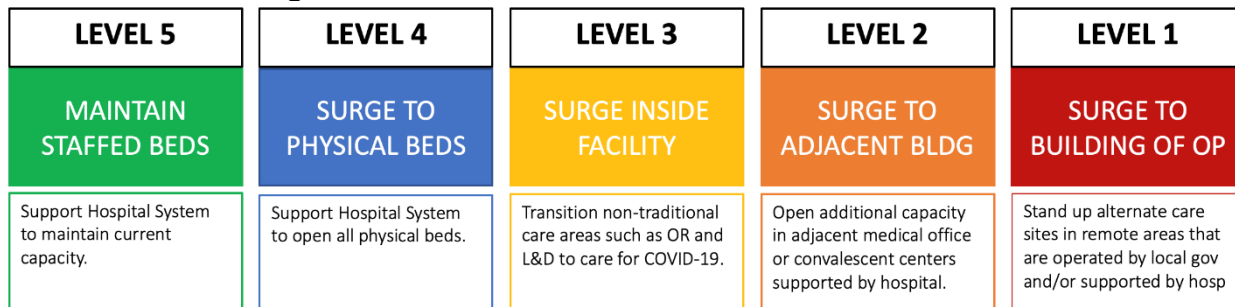 LEVEL 5
MAINTAIN
STAFFED BEDS
Support Hospital System
to maintain current
capacity.
LEVEL 4
SURGE TO
PHYSICAL BEDS
Support Hospital System
to open all physical beds.
LEVEL 3
SURGE INSIDE
FACILITY
Transition non-traditional
care areas such as OR and
L&D to care for COVID-19.
LEVEL 2
SURGE TO
ADJACENT BLDG
Open additional capacity
in adjacent medical office
or convalescent centers
supported by hospital.
LEVEL 1
SURGE TO
BUILDING OF OP
Stand up alternate care
sites in remote areas that
are operated by local gov
and/or supported by hosp